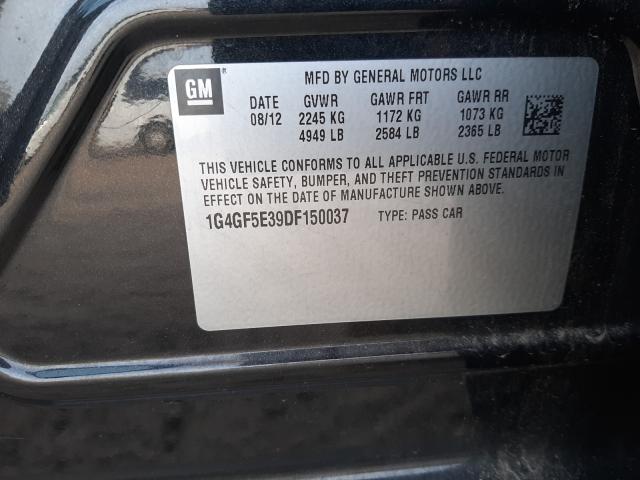 GM ® MFD BY GENERAL MOTORS LLC
DATE GVWR GAWR FRT GAWR RR
08/12 2245 KG 1172 KG 1073 KG
4949 LB 2584 LB 2365 LB
THIS VEHICLE CONFORMS TO ALL APPLICABLE U.S. FEDERAL MOTOR
VEHICLE SAFETY, BUMPER, AND THEFT PREVENTION STANDARDS IN
EFFECT ON THE DATE OF MANUFACTURE SHOWN ABOVE.
1G4GF5E39DF150037 TYPE: PASS CAR